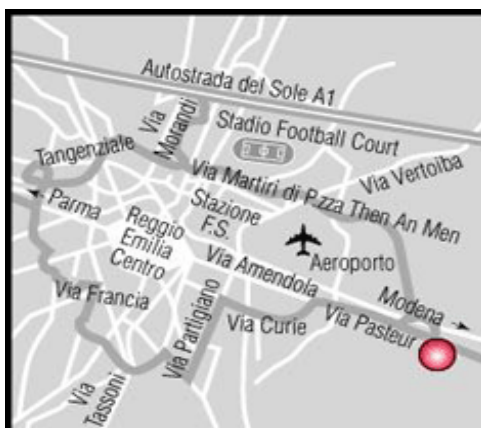 Autostrada del Sole A1
Via
Morandi
Stadio Football Court
Tangenziale
Via Vertoiba
Via Martiri di P.zza Then An Men
Parma
Stazione
F.S.
Reggio
Emilia
Centro
Aeroporto
Via Amendola
Modena
Via Francia
Via Partigiano
Via Curie
Via Pasteur
Via
Tassoni